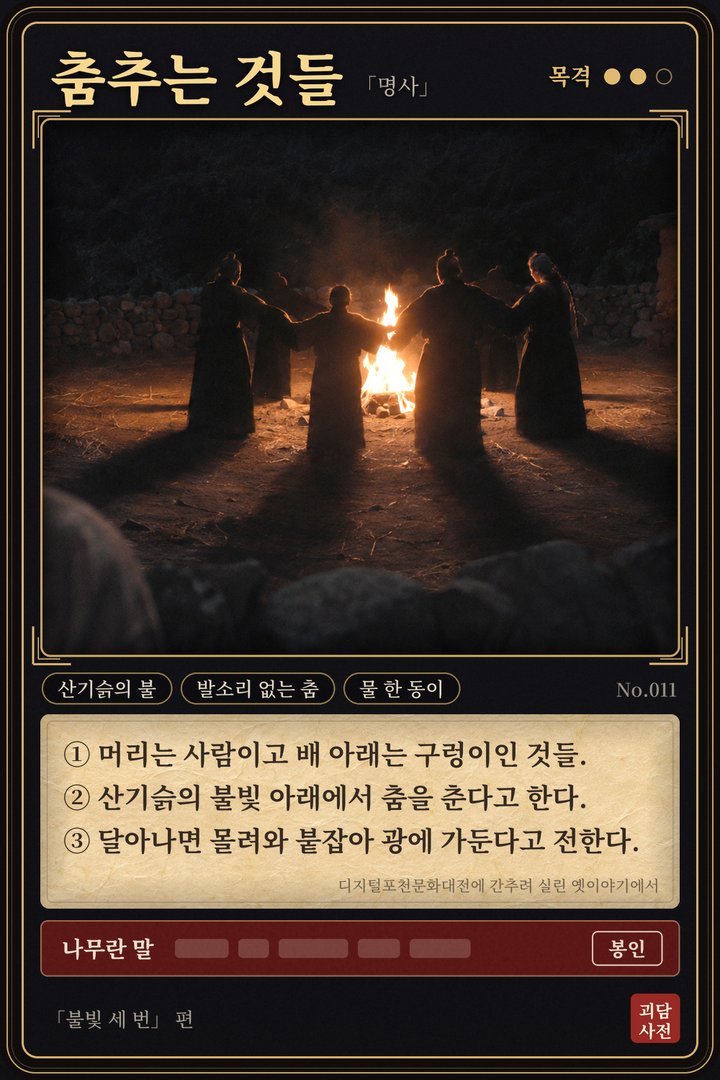 춤추는 것들 「명사」
목격
산기슭의 불
발소리 없는 춤
물 한 동이
No.011
① 머리는 사람이고 배 아래는 구렁이인 것들.
② 산기슭의 불빛 아래에서 춤을 춘다고 한다.
③ 달아나면 몰려와 붙잡아 광에 가둔다고 전한다.
디지털포천문화대전에 간추려 실린 옛이야기에서
나무란 말
봉인
「불빛 세 번」 편
괴담
사전